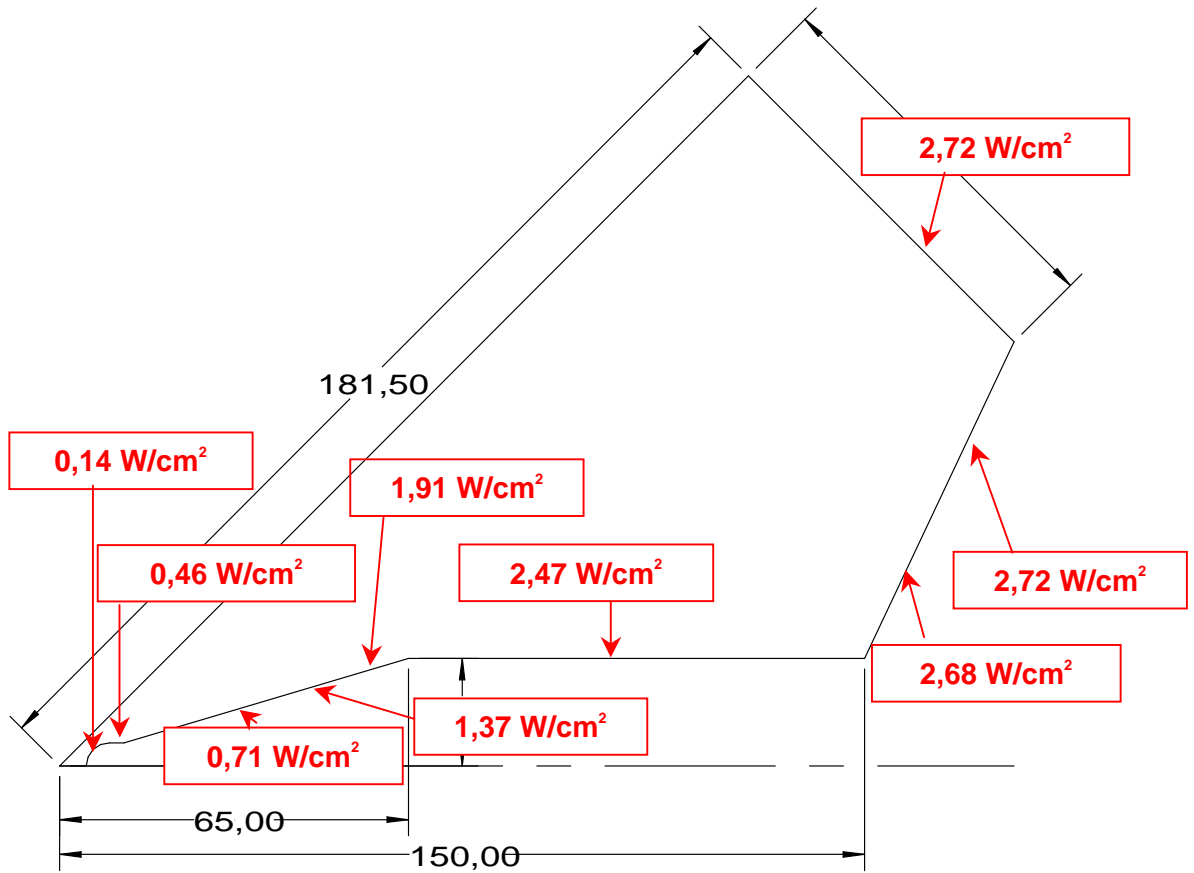 2,72 W/cm²
181,50
0,14 W/cm²
1,91 W/cm²
0,46 W/cm²
2,47 W/cm²
2,72 W/cm²
2,68 W/cm²
1,37 W/cm²
0,71 W/cm²
65,00
150,00